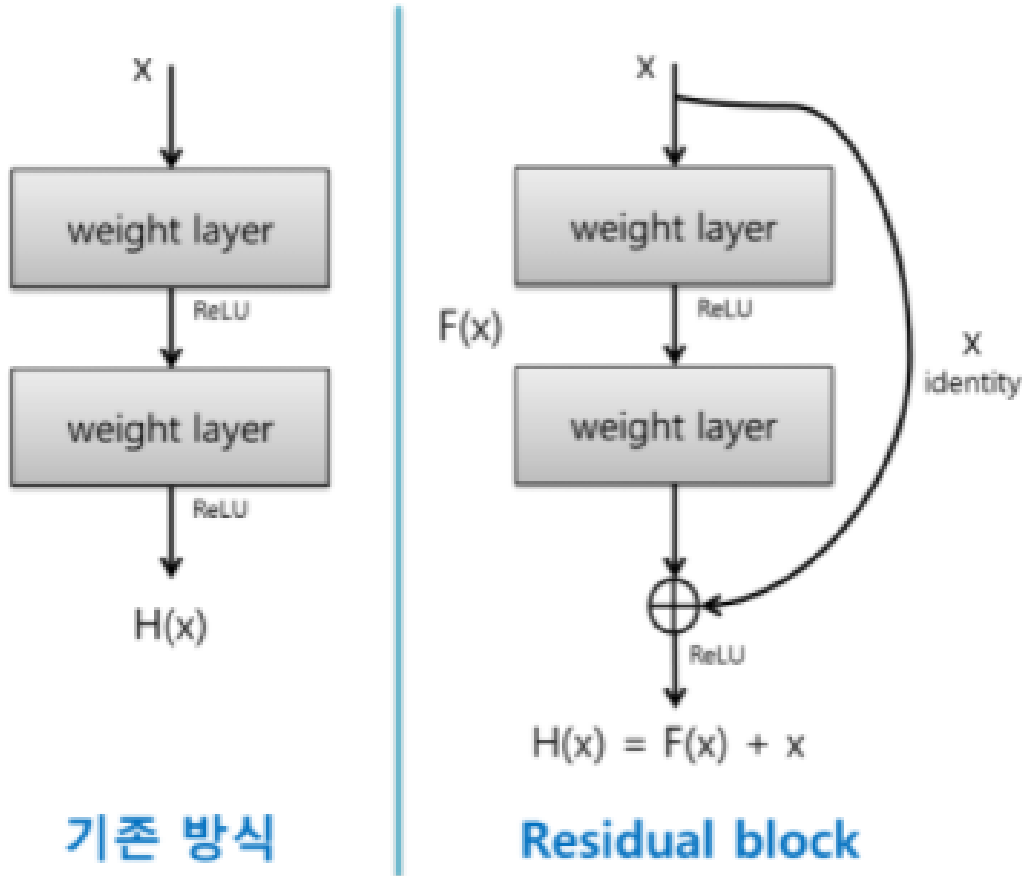 x
weight layer
ReLU
weight layer
ReLU
H(x)
기존 방식
x
weight layer
ReLU
F(x)
x
identity
weight layer
ReLU
H(x) = F(x) + x
Residual block